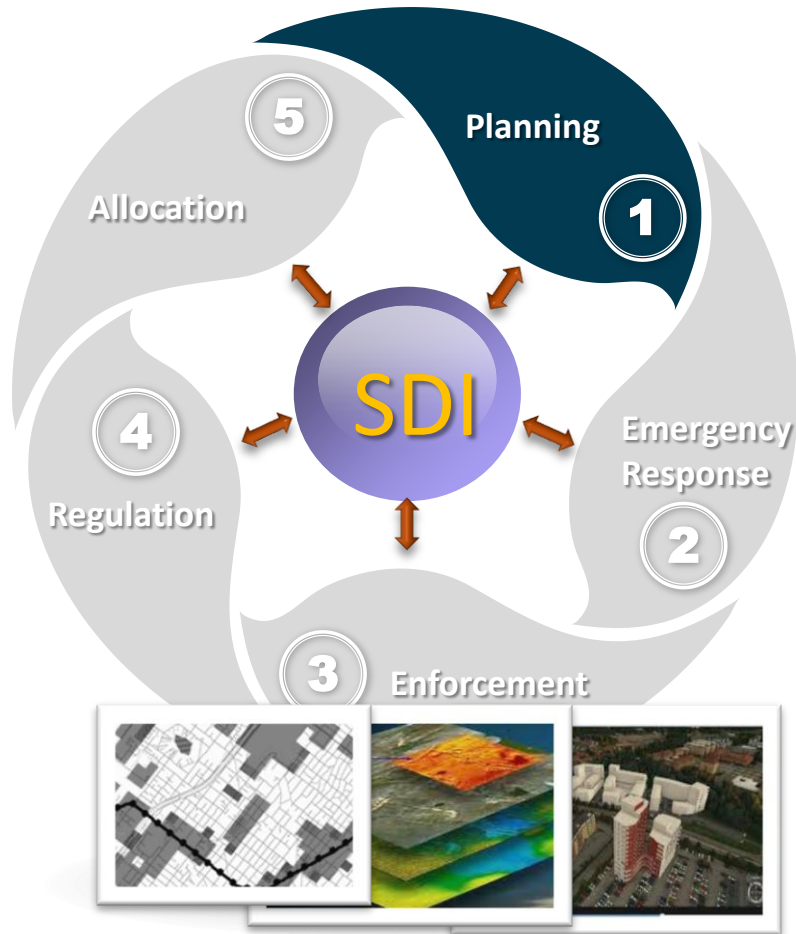 5
Planning
Allocation
1
SDI
4
Emergency
Response
Regulation
2
3
Enforcement